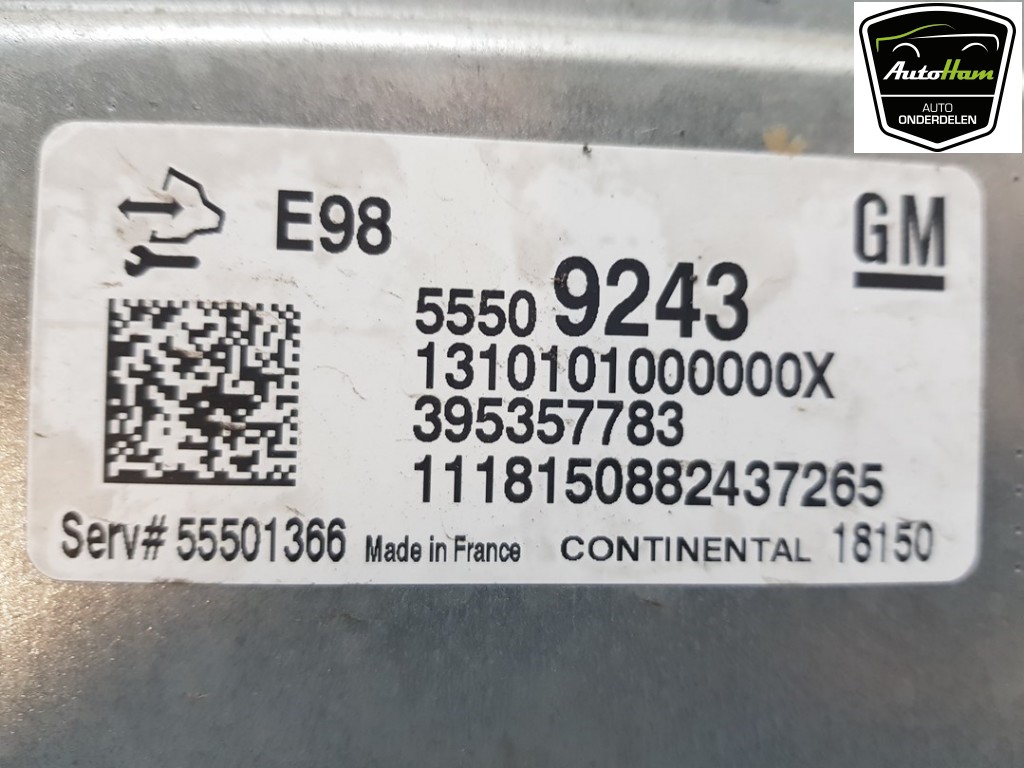 AutoHam
AUTO
ONDERDELEN
E98
GM
5550 9243
1310101000000X
395357783
1118150882437265
Serv# 55501366 Made in France CONTINENTAL 18150